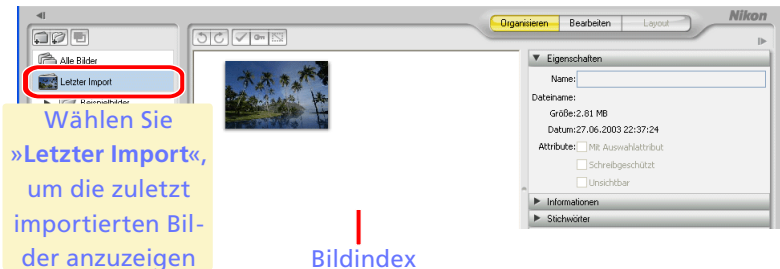 Organisieren Bearbeiten Layout Nikon
Alle Bilder
Letzter Import
Beispielbilder
Wählen Sie
»Letzter Import«,
um die zuletzt
importierten Bil-
der anzuzeigen
Bildindex
Eigenschaften
Name:
Dateiname:
Größe:2.81 MB
Datum:27.06.2003 22:37:24
Attribute: Mit Auswahlattribut
Schreibgeschützt
Unsichtbar
Informationen
Stichwörter